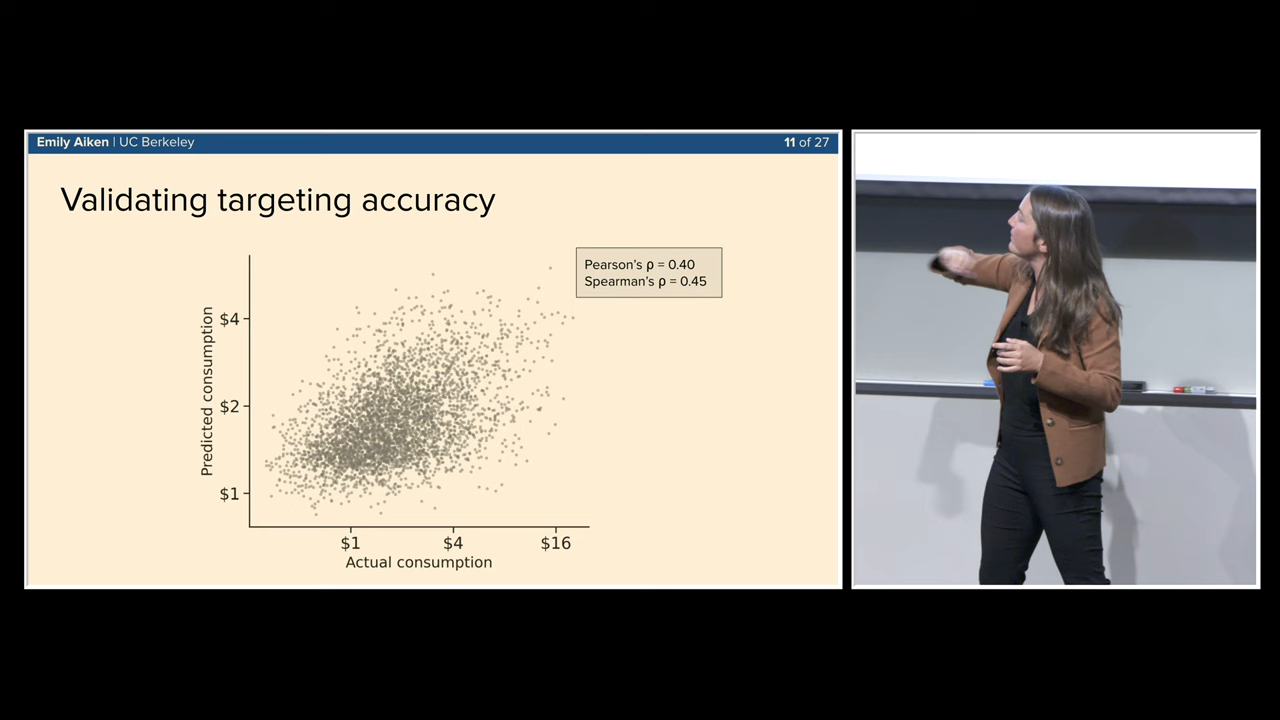 Emily Aiken | UC Berkeley
11 of 27
Validating targeting accuracy
Pearson's ρ = 0.40
Spearman's ρ = 0.45
Predicted consumption
$4
$2
$1
$1
$4
$16
Actual consumption